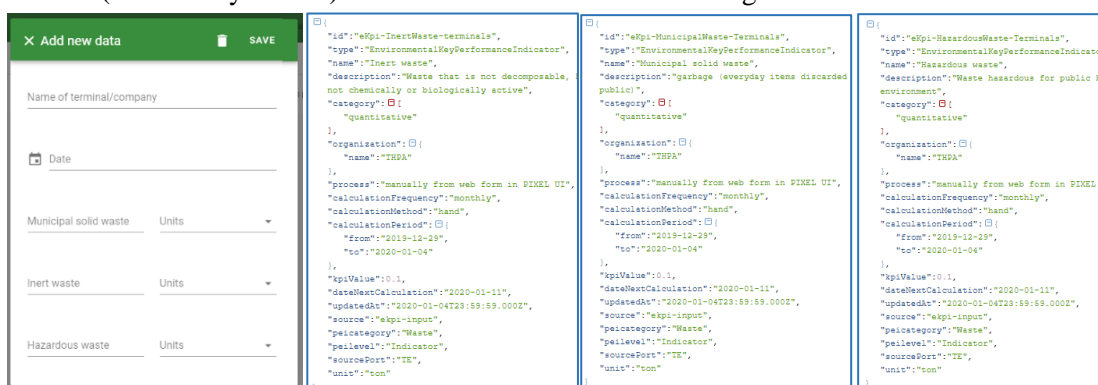 Add new data
SAVE
Name of terminal/company
Date
Municipal solid waste Units
Inert waste Units
Hazardous waste Units
{
"id":"eKpi-InertWaste-terminals",
"type":"EnvironmentalKeyPerformanceIndicator",
"name":"Inert waste",
"description":"Waste that is not decomposable,
not chemically or biologically active",
"category":[
"quantitative"
],
"organization":{
"name":"THPA"
},
"process":"manually from web form in PIXEL UI",
"calculationFrequency":"monthly",
"calculationMethod":"hand",
"calculationPeriod":{
"from":"2019-12-29",
"to":"2020-01-04"
},
"kpiValue":0.1,
"dateNextCalculation":"2020-01-11",
"updatedAt":"2020-01-04T23:59:59.000Z",
"source":"ekpi-input",
"peicategory":"Waste",
"peilevel":"Indicator",
"sourcePort":"TE",
"unit":"ton"
{
"id":"eKpi-MunicipalWaste-Terminals",
"type":"EnvironmentalKeyPerformanceIndicator",
"name":"Municipal solid waste",
"description":"garbage (everyday items discarded
public)",
"category":[
"quantitative"
],
"organization":{
"name":"THPA"
},
"process":"manually from web form in PIXEL UI",
"calculationFrequency":"monthly",
"calculationMethod":"hand",
"calculationPeriod":{
"from":"2019-12-29",
"to":"2020-01-04"
},
"kpiValue":0.1,
"dateNextCalculation":"2020-01-11",
"updatedAt":"2020-01-04T23:59:59.000Z",
"source":"ekpi-input",
"peicategory":"Waste",
"peilevel":"Indicator",
"sourcePort":"TE",
"unit":"ton"
{
"id":"eKpi-HazardousWaste-Terminals",
"type":"EnvironmentalKeyPerformanceIndicato
"name":"Hazardous waste",
"description":"Waste hazardous for public
environment",
"category":[
"quantitative"
],
"organization":{
"name":"THPA"
},
"process":"manually from web form in PIXEL
"calculationFrequency":"monthly",
"calculationMethod":"hand",
"calculationPeriod":{
"from":"2019-12-29",
"to":"2020-01-04"
},
"kpiValue":0.1,
"dateNextCalculation":"2020-01-11",
"updatedAt":"2020-01-04T23:59:59.000Z",
"source":"ekpi-input",
"peicategory":"Waste",
"peilevel":"Indicator",
"sourcePort":"TE",
"unit":"ton"